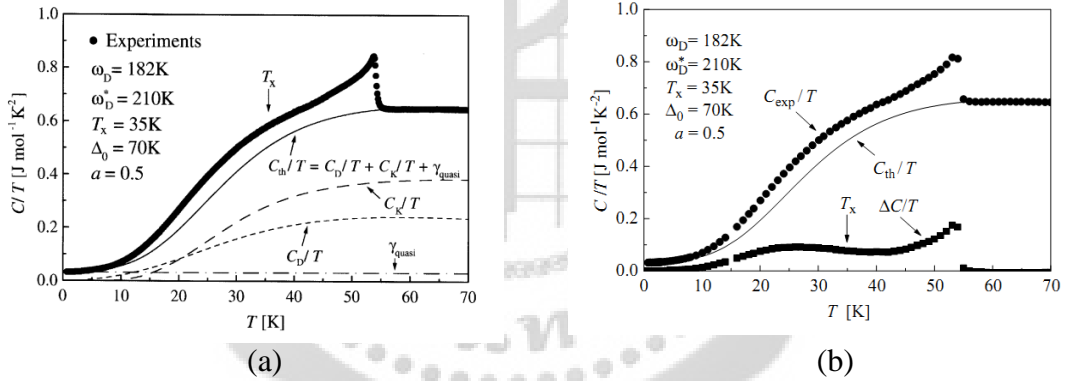 ● Experiments
ω_D = 182K
ω_D^* = 210K
T_x = 35K
Δ_0 = 70K
a = 0.5
T_x
C_th/T = C_D/T + C_K/T + γ_quasi
C_K/T
C_D/T
γ_quasi
C/T [J mol⁻¹K⁻²]
1.0
0.8
0.6
0.4
0.2
0.0
0 10 20 30 40 50 60 70
T [K]
(a)
ω_D = 182K
ω_D^* = 210K
T_x = 35K
Δ_0 = 70K
a = 0.5
C_exp/T
C_th/T
T_x
ΔC/T
C/T [J mol⁻¹K⁻²]
1.0
0.8
0.6
0.4
0.2
0.0
0 10 20 30 40 50 60 70
T [K]
(b)